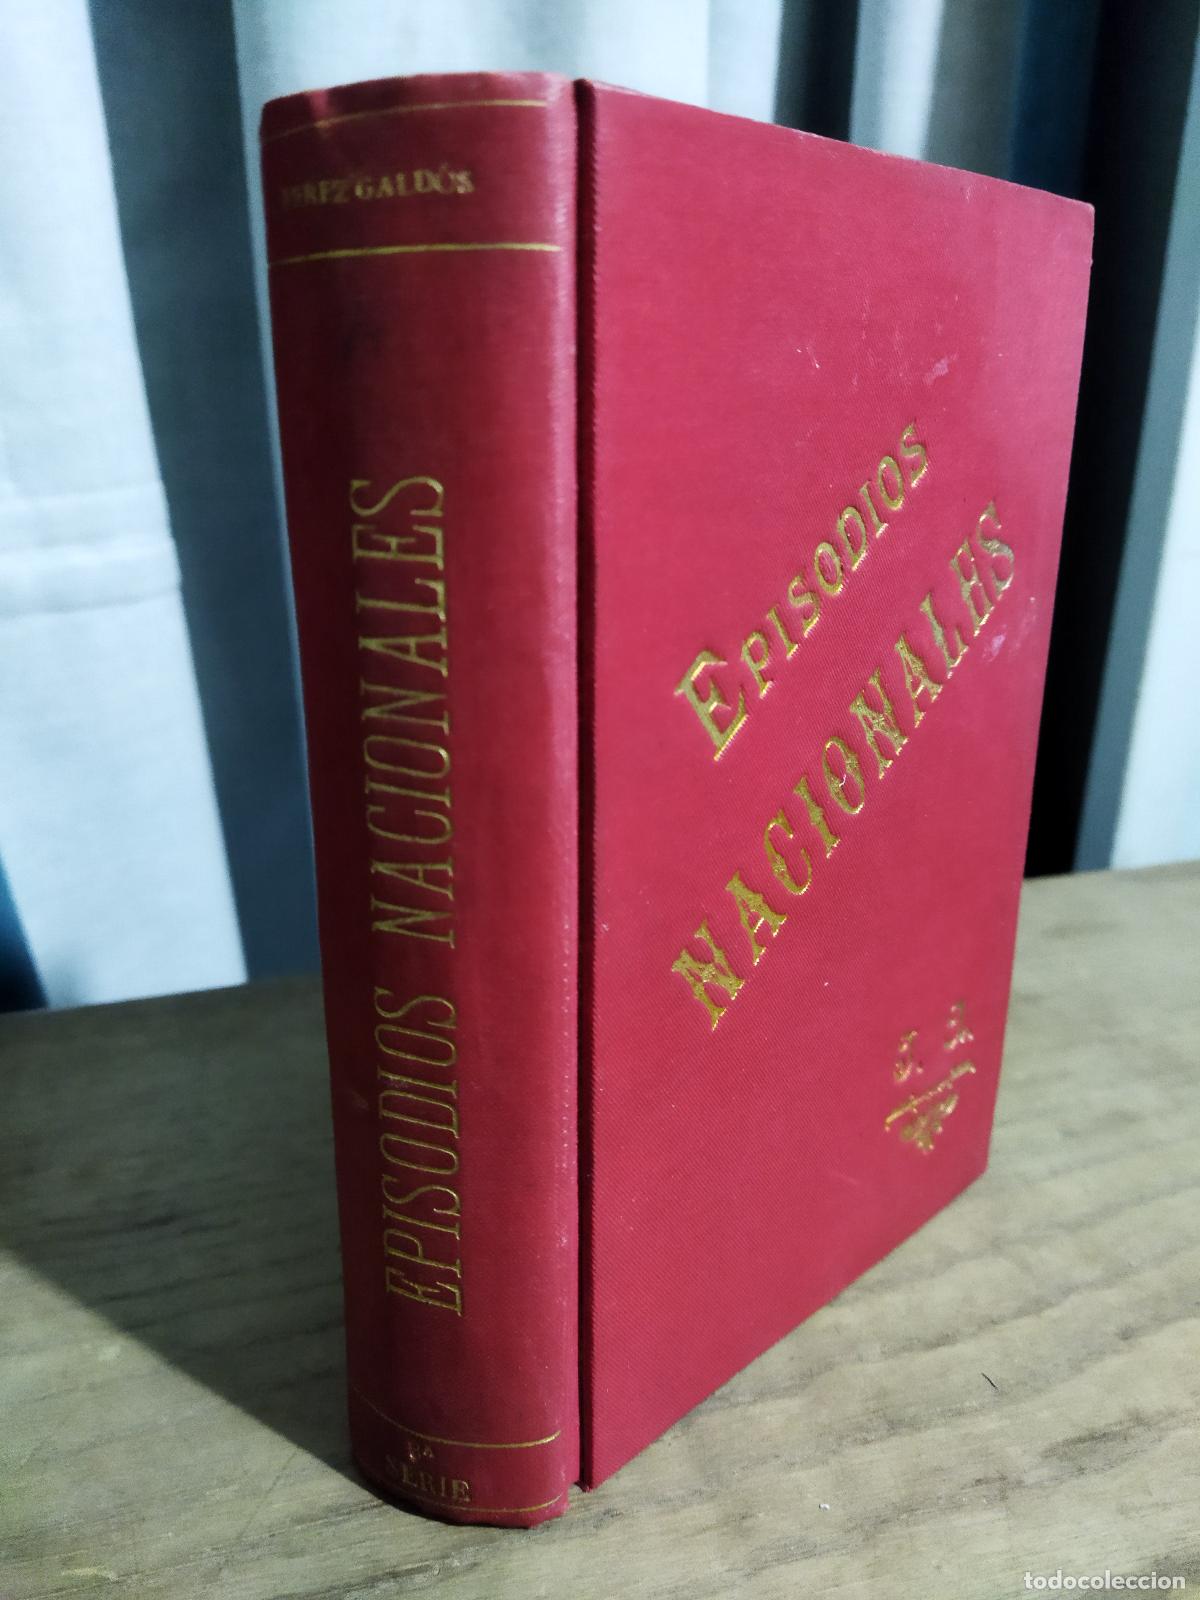 PEREZ GALDÓS
EPISODIOS NACIONALES
SERIE
EPISODIOS
NACIONALES
J.
todocoleccion